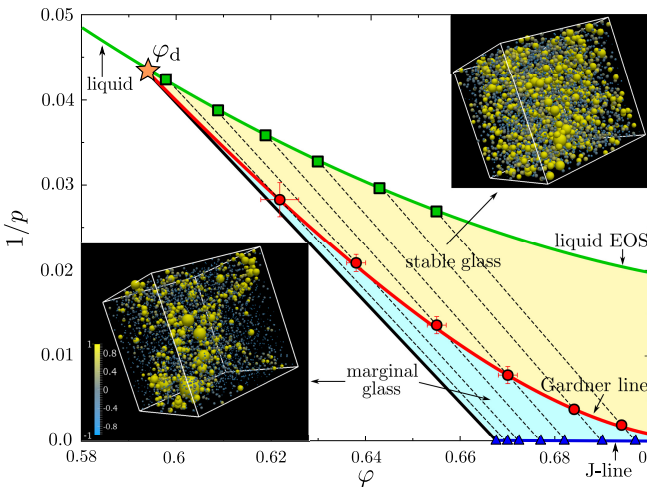 0.05
φd
liquid
0.04
0.03
1/p
stable glass
liquid EOS
0.02
1
0.8
0.4
0
-0.4
-0.8
-1
marginal
glass
0.01
Gardner line
0.0
0.58
0.6
0.62
0.64
0.66
0.68
0.
φ
J-line